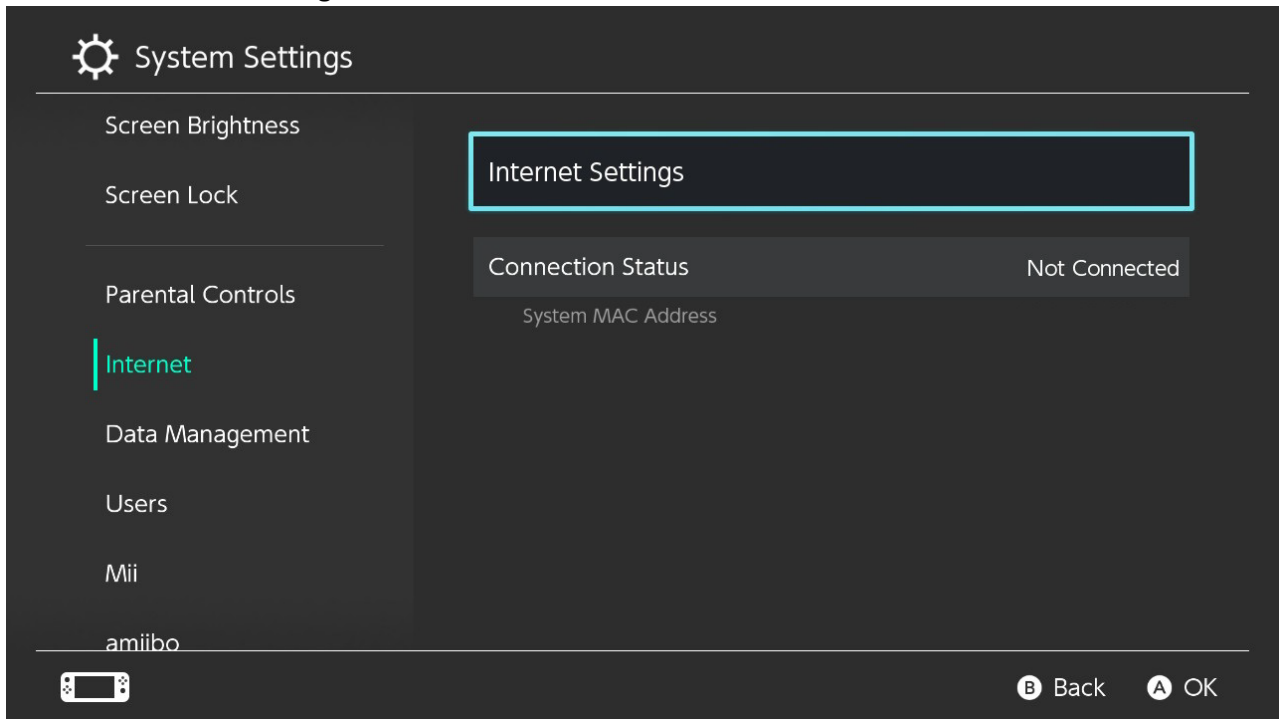 System Settings
Screen Brightness
Screen Lock
Parental Controls
Internet
Data Management
Users
Mii
amiibo
Internet Settings
Connection Status Not Connected
System MAC Address
B Back A OK